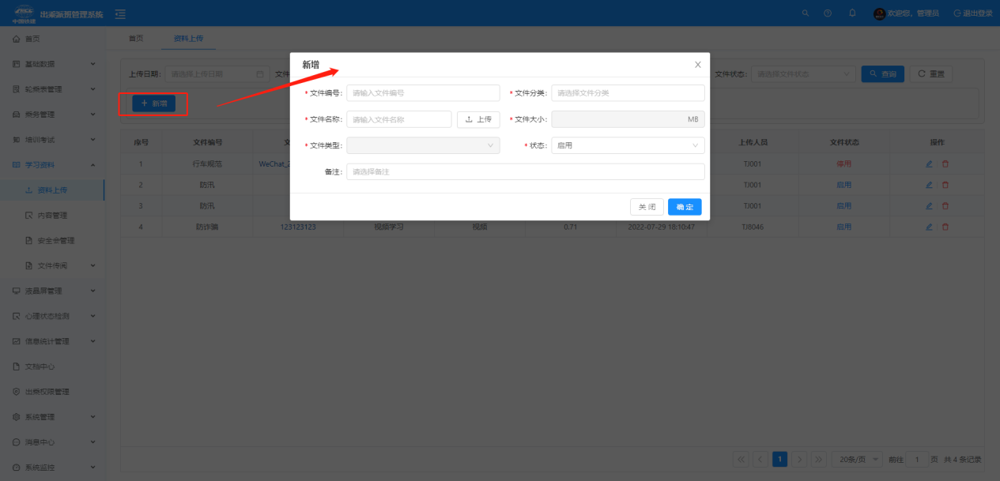 中国铁建
出乘派班管理系统
欢迎您，管理员
退出登录
首页
基础数据
轮乘表管理
乘务管理
培训考试
学习资料
资料上传
内容管理
安全会管理
文件传阅
液晶屏管理
心理状态检测
信息统计管理
文档中心
出乘权限管理
系统管理
消息中心
系统监控
首页 资料上传
上传日期: 请选择上传日期 文件
文件状态: 请选择文件状态 查询 重置
+ 新增
新增
* 文件编号: 请输入文件编号 * 文件分类: 请选择文件分类
* 文件名称: 请输入文件名称 上传 * 文件大小: MB
* 文件类型: * 状态: 启用
备注: 请选择备注
关 闭 确 定
序号 文件编号 文 上传人员 文件状态 操作
1 行车规范 WeChat_2 TJ001 停用
2 防汛 TJ001 启用
3 防汛 TJ001 启用
4 防诈骗 123123123 视频学习 视频 0.71 2022-07-29 18:10:47 TJ8046 启用
1 20条/页 前往 1 页 共 4 条记录